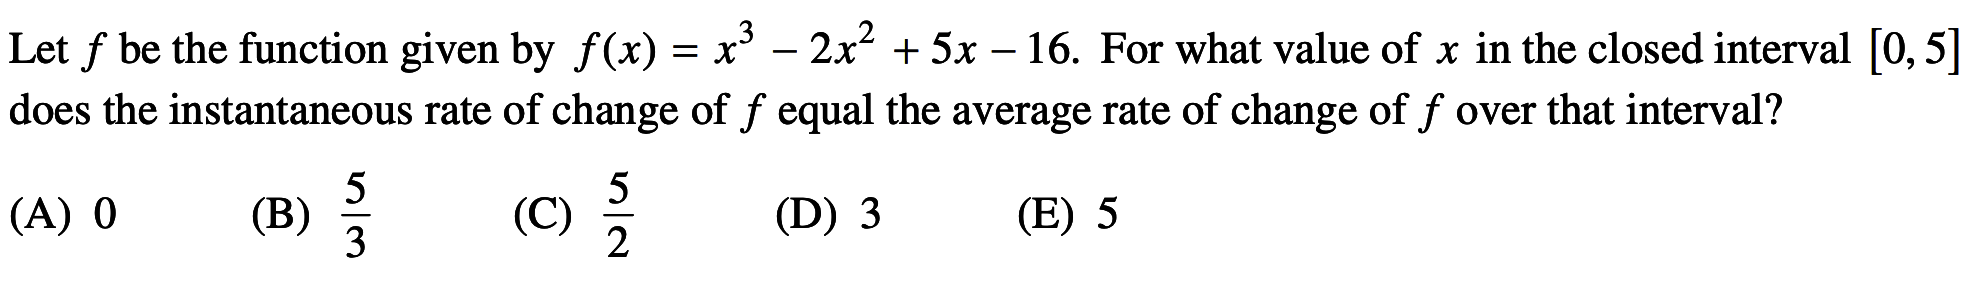 Let f be the function given by f(x) = x³ − 2x² + 5x − 16. For what value of x in the closed interval [0, 5]
does the instantaneous rate of change of f equal the average rate of change of f over that interval?
(A) 0 (B) 5/3 (C) 5/2 (D) 3 (E) 5